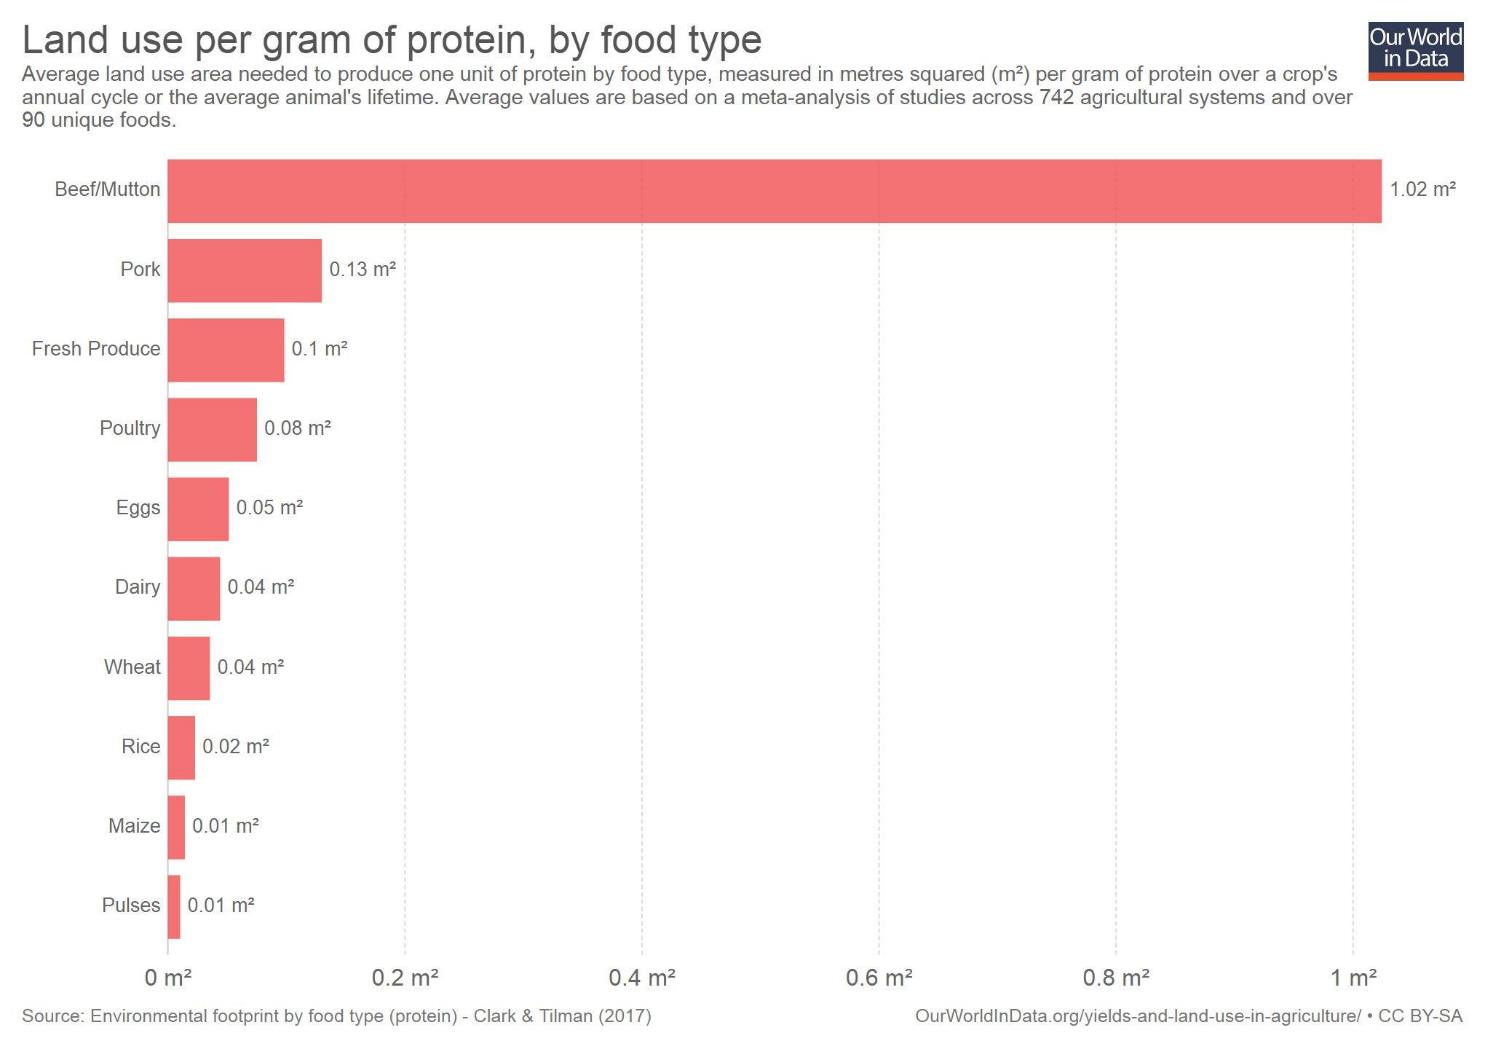 Land use per gram of protein, by food type
Our World
in Data
Average land use area needed to produce one unit of protein by food type, measured in metres squared (m²) per gram of protein over a crop's
annual cycle or the average animal's lifetime. Average values are based on a meta-analysis of studies across 742 agricultural systems and over
90 unique foods.
Beef/Mutton 1.02 m²
Pork 0.13 m²
Fresh Produce 0.1 m²
Poultry 0.08 m²
Eggs 0.05 m²
Dairy 0.04 m²
Wheat 0.04 m²
Rice 0.02 m²
Maize 0.01 m²
Pulses 0.01 m²
0 m² 0.2 m² 0.4 m² 0.6 m² 0.8 m² 1 m²
Source: Environmental footprint by food type (protein) - Clark & Tilman (2017) OurWorldInData.org/yields-and-land-use-in-agriculture/ • CC BY-SA